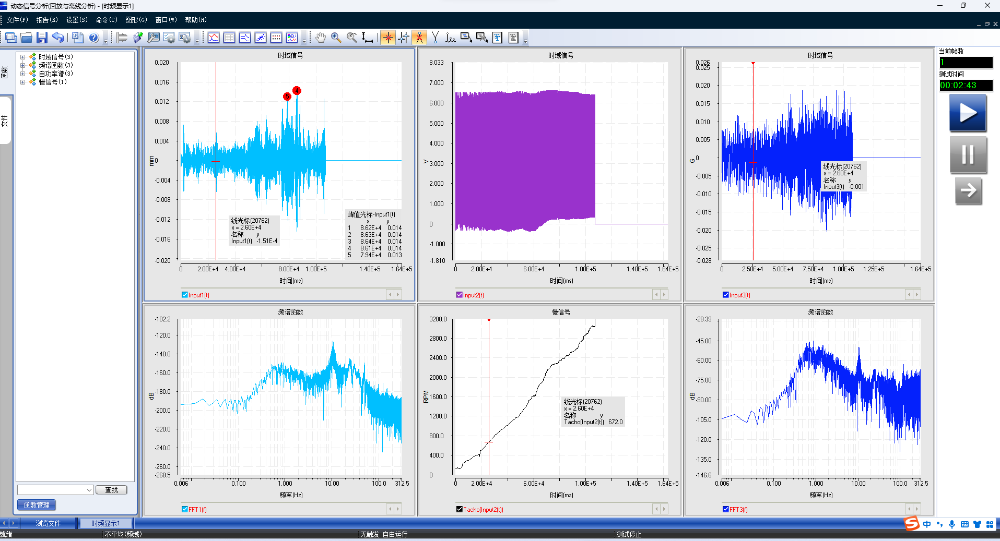 动态信号分析(回放与离线分析) - [时频显示1]
文件(F) 报告(R) 设置(S) 命令(C) 图形(G) 窗口(W) 帮助(H)
函数
文件
时域信号(3)
频谱函数(3)
自功率谱(3)
慢信号(1)
查找
函数管理
时域信号
0.020
0.016
0.012
0.008
0.004
0
-0.004
-0.008
-0.012
-0.016
-0.020
mm
5
4
线光标(20762)
x = 2.60E+4
名称 y
Input1(t) -1.51E-4
峰值光标-Input1(t)
x y
1 8.62E+4 0.014
2 8.63E+4 0.014
3 8.64E+4 0.014
4 8.61E+4 0.014
5 7.94E+4 0.013
0 2.00E+4 4.00E+4 8.00E+4 1.00E+5 1.40E+5 1.64E+5
时间(ms)
Input1(t)
时域信号
8.033
7.000
6.000
5.000
4.000
3.000
2.000
1.000
0
-1.000
-1.810
V
0 2.00E+4 6.00E+4 1.00E+5 1.40E+5 1.64E+5
时间(ms)
Input2(t)
时域信号
0.026
0.025
0.020
0.015
0.010
0.005
0
-0.005
-0.010
-0.015
-0.020
-0.025
-0.028
G
线光标(20762)
x = 2.60E+4
名称 y
Input3(t) -0.001
0 2.50E+4 5.00E+4 7.50E+4 1.00E+5 1.25E+5 1.64E+5
时间(ms)
Input3(t)
频谱函数
-102.2
-120.0
-140.0
-160.0
-180.0
-200.0
-220.0
-240.0
-260.0
-268.5
dB
0.006 0.100 1.000 10.00 100.0 312.5
频率(Hz)
FFT1(f)
慢信号
3200.0
2800.0
2400.0
2000.0
1600.0
1200.0
800.0
400.0
0
RPM
线光标(20762)
x = 2.60E+4
名称 y
Tacho(Input2(t)) 672.0
0 2.00E+4 6.00E+4 1.00E+5 1.40E+5 1.64E+5
时间(ms)
Tacho(Input2(t))
频谱函数
-28.39
-45.00
-60.00
-75.00
-90.00
-105.0
-120.0
-135.0
-146.6
dB
0.006 0.100 1.000 10.00 100.0 312.5
频率(Hz)
FFT3(f)
当前帧数
1
测试时间
00:02:43
浏览文件 时频显示1
中
就绪 不平均(频域) 无触发 自由运行 测试停止